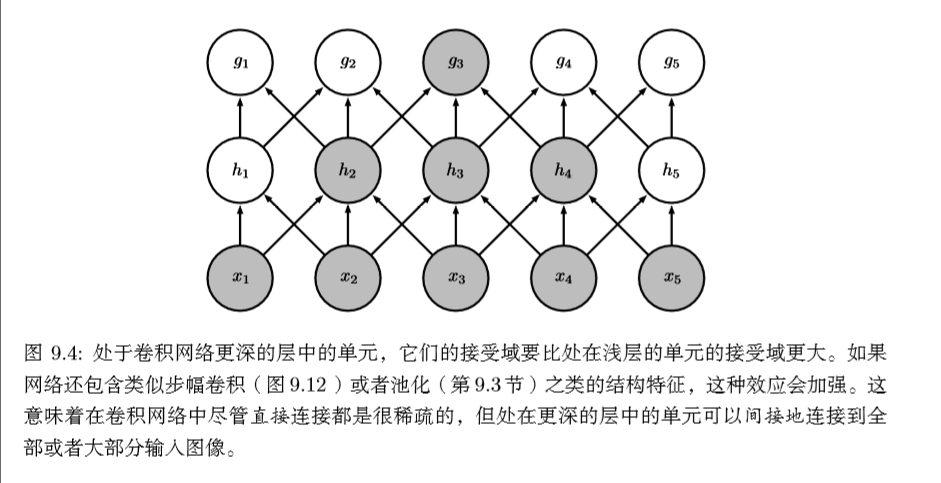 g1 g2 g3 g4 g5
h1 h2 h3 h4 h5
x1 x2 x3 x4 x5
图 9.4: 处于卷积网络更深的层中的单元，它们的接受域要比处在浅层的单元的接受域更大。如果
网络还包含类似步幅卷积（图 9.12 ）或者池化（第 9.3 节）之类的结构特征，这种效应会加强。这
意味着在卷积网络中尽管直接连接都是很稀疏的，但处在更深的层中的单元可以间接地连接到全
部或者大部分输入图像。